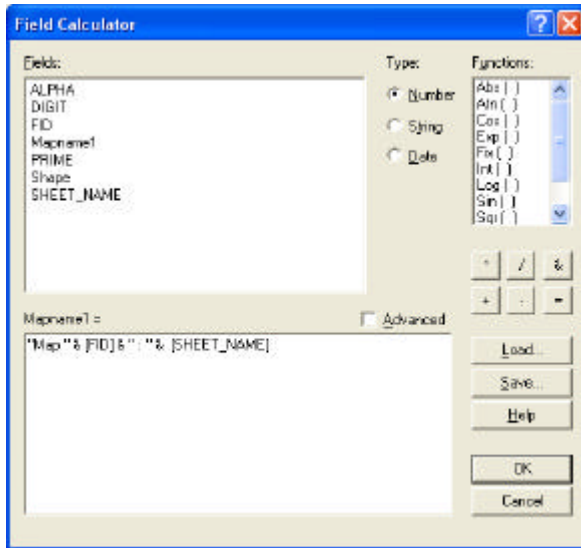 Field Calculator
Fields:
ALPHA
DIGIT
FID
Mapname1
PRIME
Shape
SHEET_NAME
Type:
Number
String
Date
Functions:
Abs ( )
Atn ( )
Cos ( )
Exp ( )
Fix ( )
Int ( )
Log ( )
Sin ( )
Sqr ( )
* / &
+ - =
Mapname1 =
Advanced
"Map "& [FID] & " : "& [SHEET_NAME]
Load...
Save...
Help
OK
Cancel